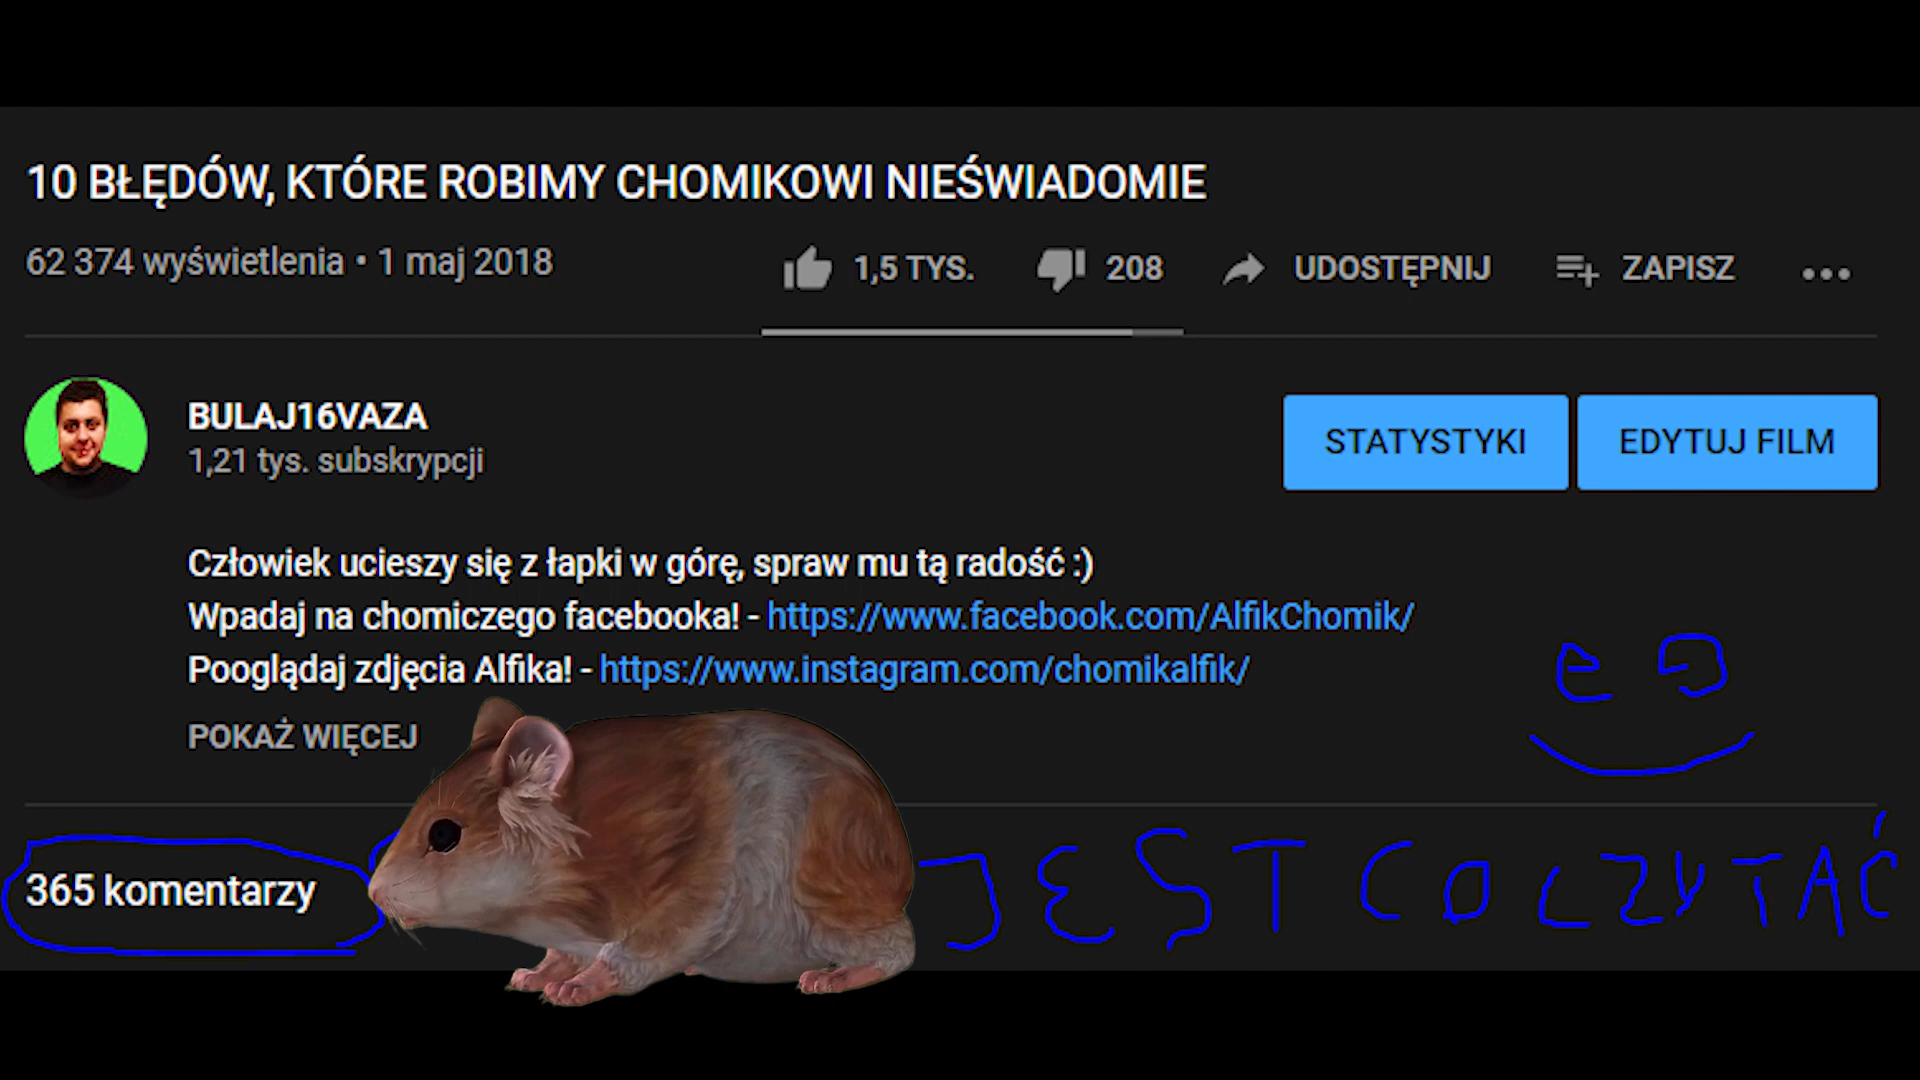 10 BŁĘDÓW, KTÓRE ROBIMY CHOMIKOWI NIEŚWIADOMIE
62 374 wyświetlenia • 1 maj 2018
1,5 TYS. 208 UDOSTĘPNIJ ZAPISZ
BULAJ16VAZA
1,21 tys. subskrypcji
STATYSTYKI EDYTUJ FILM
Człowiek ucieszy się z łapki w górę, spraw mu tą radość :)
Wpadaj na chomiczego facebooka! - https://www.facebook.com/AlfikChomik/
Pooglądaj zdjęcia Alfika! - https://www.instagram.com/chomikalfik/
POKAŻ WIĘCEJ
365 komentarzy JEST CO CZYTAĆ